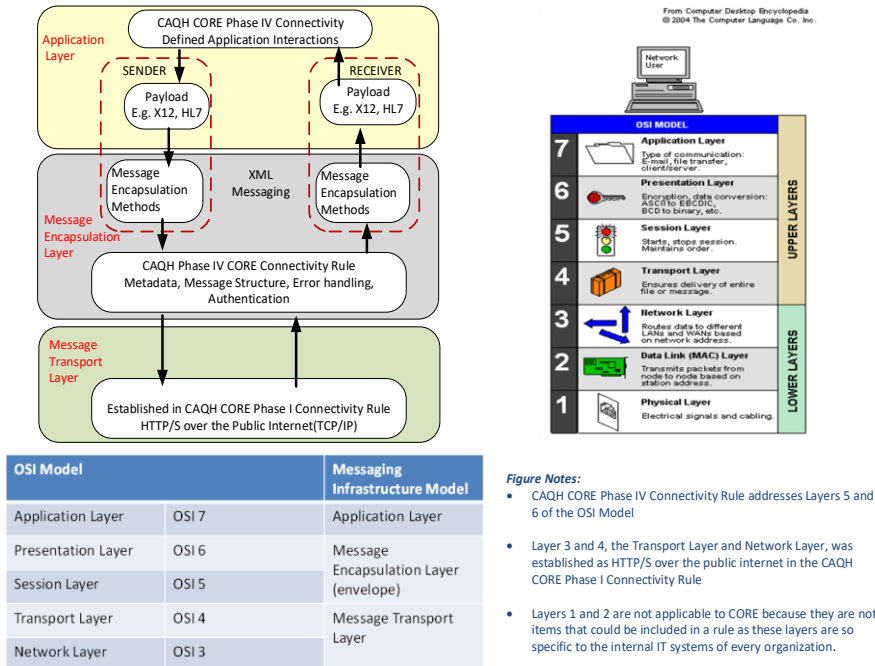 Application
Layer
CAQH CORE Phase IV Connectivity
Defined Application Interactions
SENDER
RECEIVER
Payload
E.g. X12, HL7
Payload
E.g. X12, HL7
Message
Encapsulation
Methods
XML
Messaging
Message
Encapsulation
Methods
Message
Encapsulation
Layer
CAQH Phase IV CORE Connectivity Rule
Metadata, Message Structure, Error handling,
Authentication
Message
Transport
Layer
Established in CAQH CORE Phase I Connectivity Rule
HTTP/S over the Public Internet(TCP/IP)
From Computer Desktop Encyclopedia
© 2004 The Computer Language Co. Inc.
Network
User
OSI MODEL
7
Application Layer
Type of communication:
E-mail, file transfer,
client/server.
6
Presentation Layer
Encryption, data conversion:
ASCII to EBCDIC,
BCD to binary, etc.
5
Session Layer
Starts, stops session.
Maintains order.
4
Transport Layer
Ensures delivery of entire
file or message.
3
Network Layer
Routes data to different
LANs and WANs based
on network address.
2
Data Link (MAC) Layer
Transmits packets from
node to node based on
station address.
1
Physical Layer
Electrical signals and cabling.
UPPER LAYERS
LOWER LAYERS
OSI Model
Messaging
Infrastructure Model
Application Layer OSI 7 Application Layer
Presentation Layer OSI 6 Message
Encapsulation Layer
(envelope)
Session Layer OSI 5
Transport Layer OSI 4 Message Transport
Layer
Network Layer OSI 3
Figure Notes:
• CAQH CORE Phase IV Connectivity Rule addresses Layers 5 and
6 of the OSI Model
• Layer 3 and 4, the Transport Layer and Network Layer, was
established as HTTP/S over the public internet in the CAQH
CORE Phase I Connectivity Rule
• Layers 1 and 2 are not applicable to CORE because they are not
items that could be included in a rule as these layers are so
specific to the internal IT systems of every organization.